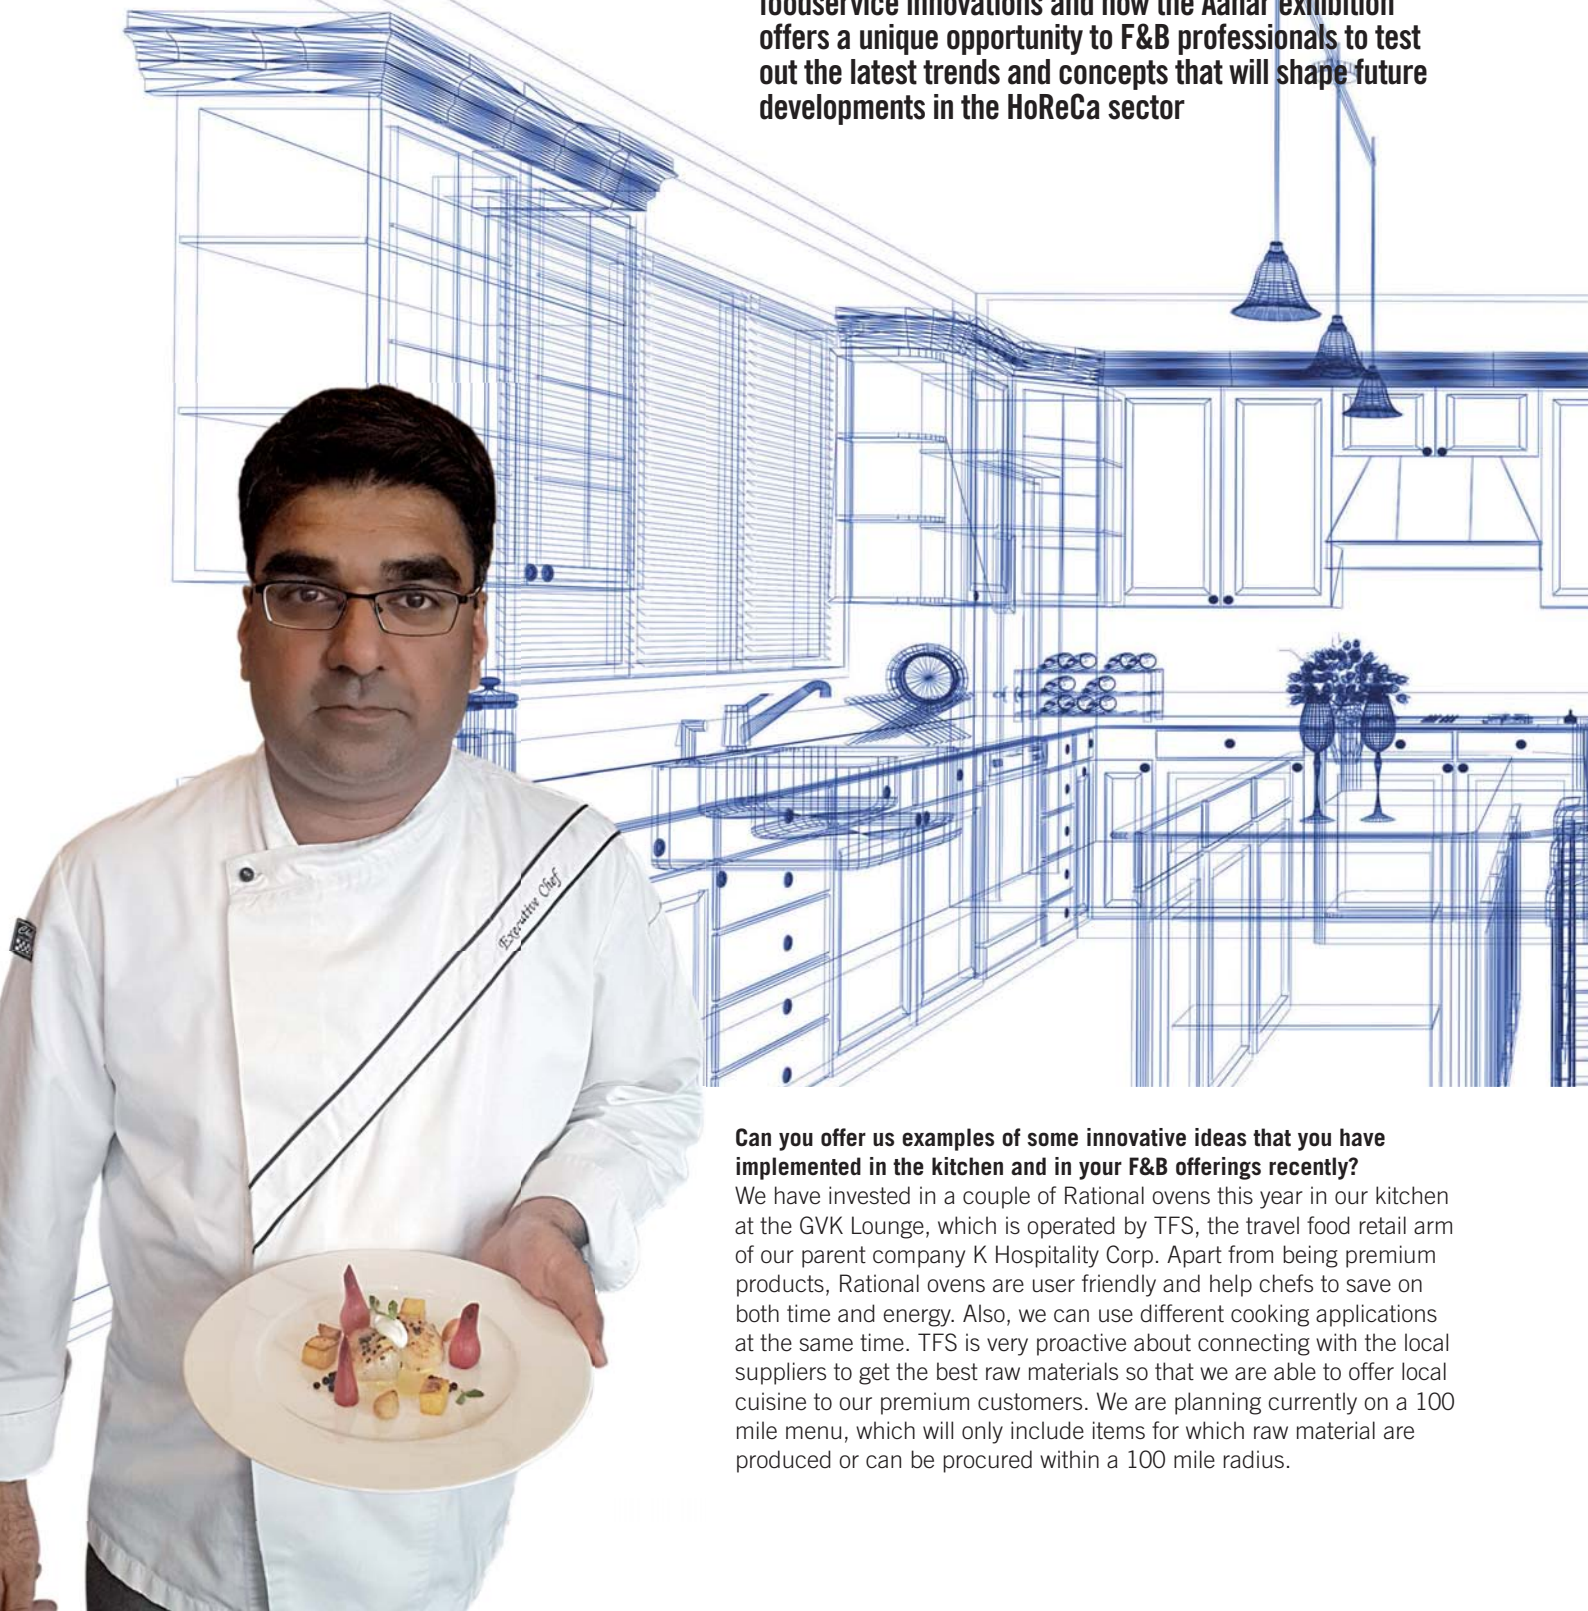 foodservice innovations and how the Aahar exhibition
offers a unique opportunity to F&B professionals to test
out the latest trends and concepts that will shape future
developments in the HoReCa sector
Executive Chef
Can you offer us examples of some innovative ideas that you have
implemented in the kitchen and in your F&B offerings recently?
We have invested in a couple of Rational ovens this year in our kitchen
at the GVK Lounge, which is operated by TFS, the travel food retail arm
of our parent company K Hospitality Corp. Apart from being premium
products, Rational ovens are user friendly and help chefs to save on
both time and energy. Also, we can use different cooking applications
at the same time. TFS is very proactive about connecting with the local
suppliers to get the best raw materials so that we are able to offer local
cuisine to our premium customers. We are planning currently on a 100
mile menu, which will only include items for which raw material are
produced or can be procured within a 100 mile radius.